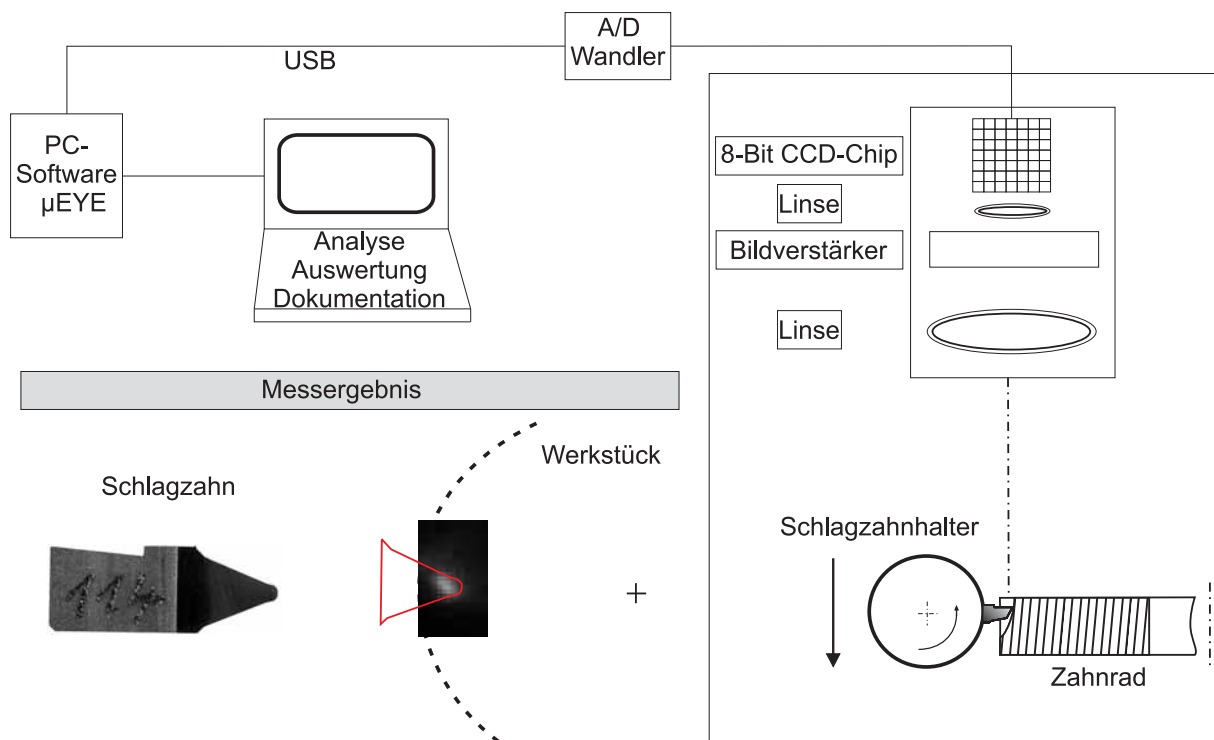 A/D
Wandler
USB
PC-
Software
µEYE
8-Bit CCD-Chip
Linse
Bildverstärker
Analyse
Auswertung
Dokumentation
Linse
Messergebnis
Werkstück
Schlagzahn
Schlagzahnhalter
Zahnrad